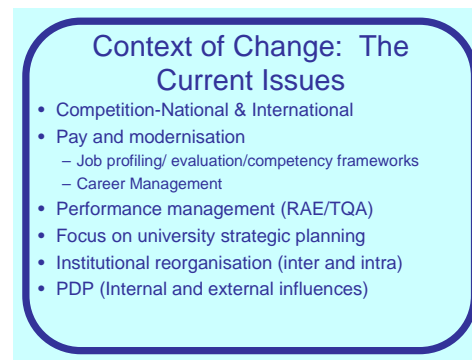 Context of Change:  The
Current Issues
• Competition-National & International
• Pay and modernisation
– Job profiling/ evaluation/competency frameworks
– Career Management
• Performance management (RAE/TQA)
• Focus on university strategic planning
• Institutional reorganisation (inter and intra)
• PDP (Internal and external influences)